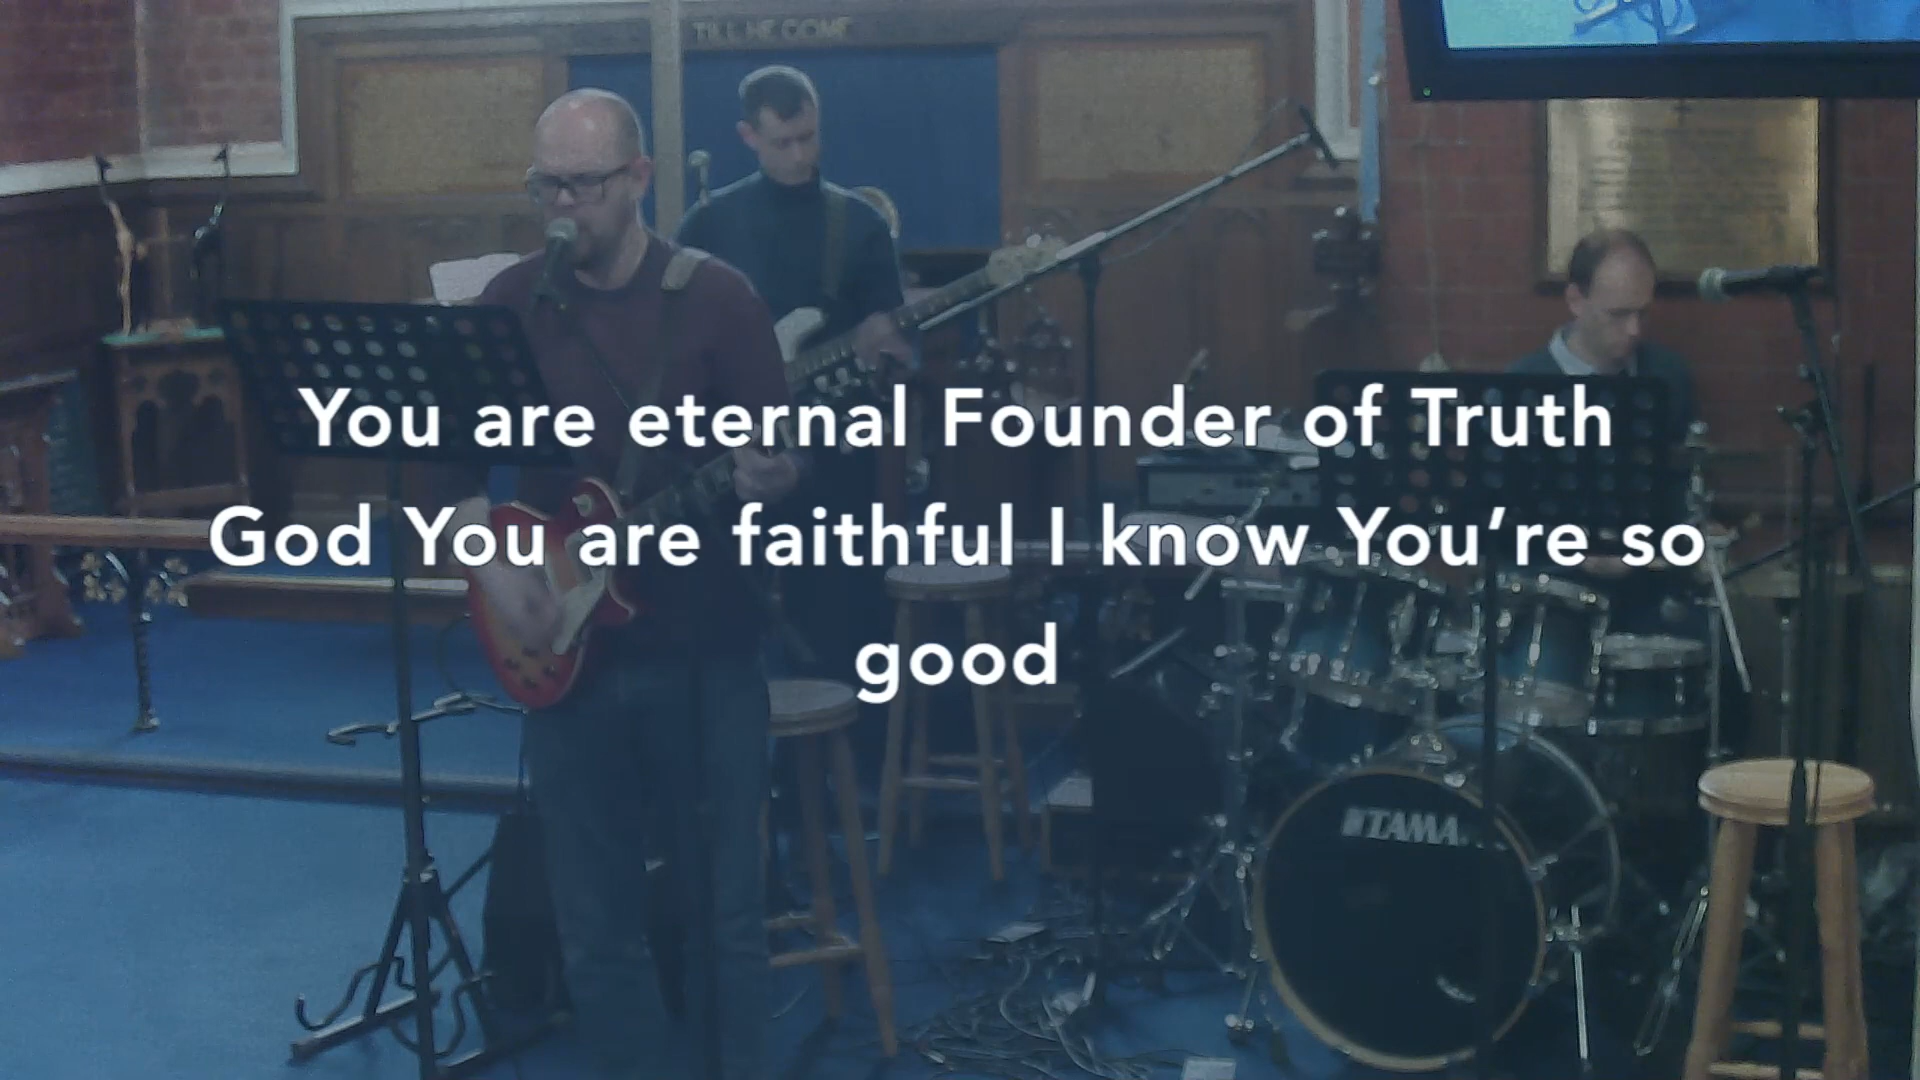 TILL HE COME
You are eternal Founder of Truth
God You are faithful I know You’re so
good
TAMA